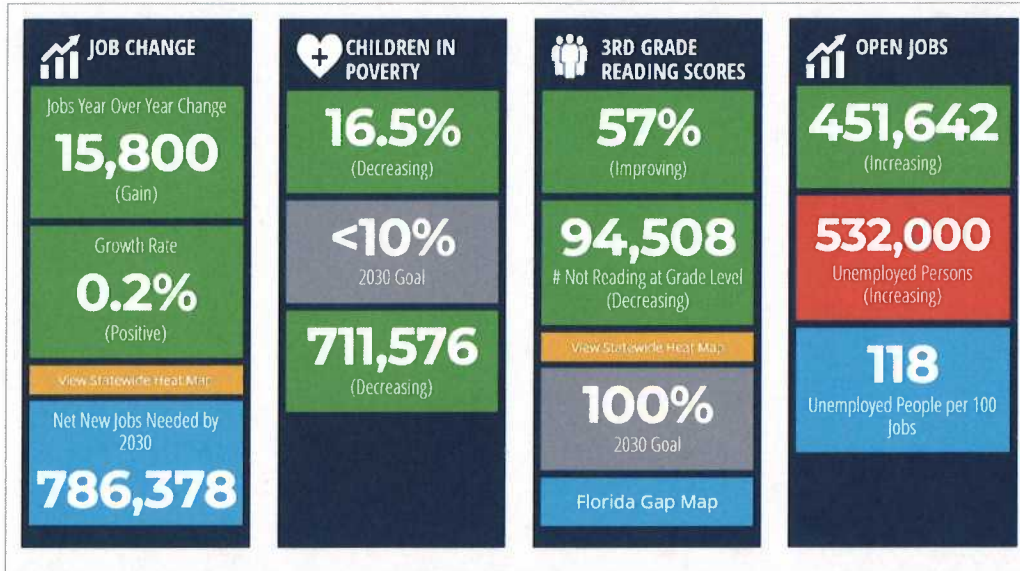 JOB CHANGE
Jobs Year Over Year Change
15,800
(Gain)
Growth Rate
0.2%
(Positive)
View Statewide Heat Map
Net New Jobs Needed by
2030
786,378
CHILDREN IN
POVERTY
16.5%
(Decreasing)
<10%
2030 Goal
711,576
(Decreasing)
3RD GRADE
READING SCORES
57%
(Improving)
94,508
# Not Reading at Grade Level
(Decreasing)
View Statewide Heat Map
100%
2030 Goal
Florida Gap Map
OPEN JOBS
451,642
(Increasing)
532,000
Unemployed Persons
(Increasing)
118
Unemployed People per 100
Jobs